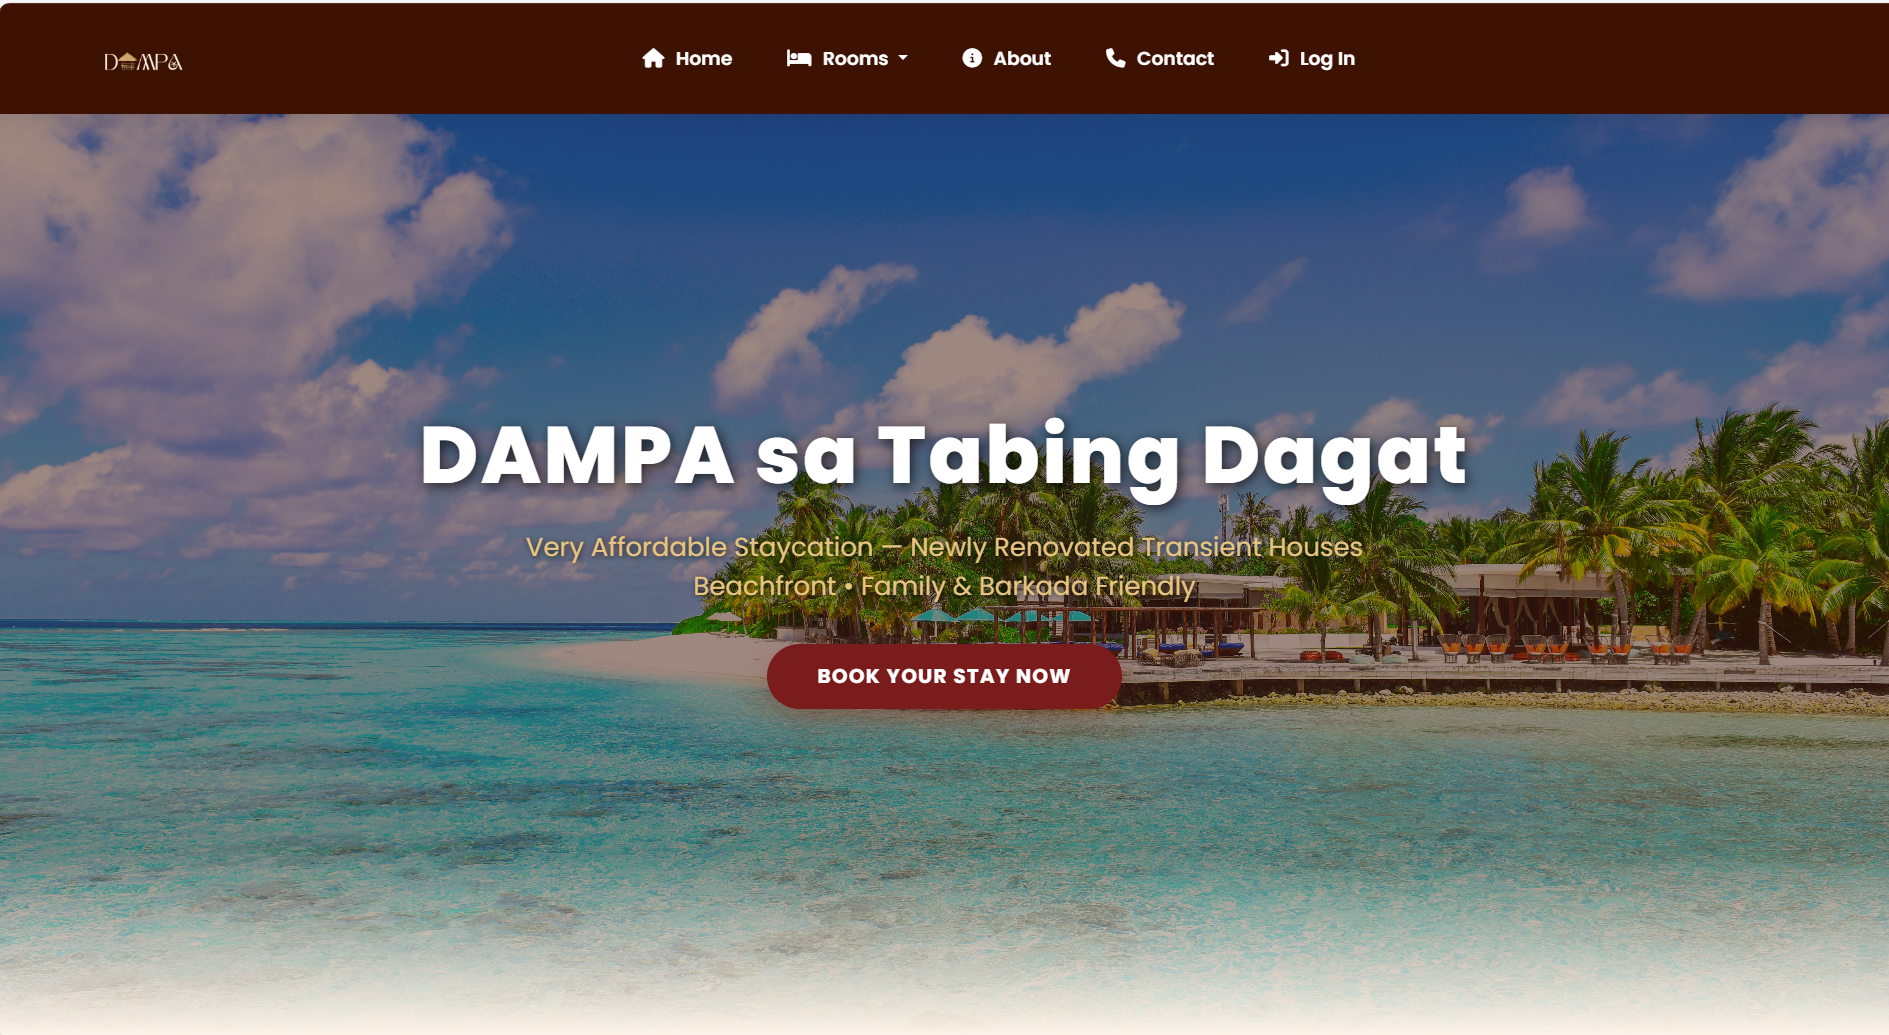 DAMPA
Home
Rooms
About
Contact
Log In
DAMPA sa Tabing Dagat
Very Affordable Staycation — Newly Renovated Transient Houses
Beachfront • Family & Barkada Friendly
BOOK YOUR STAY NOW